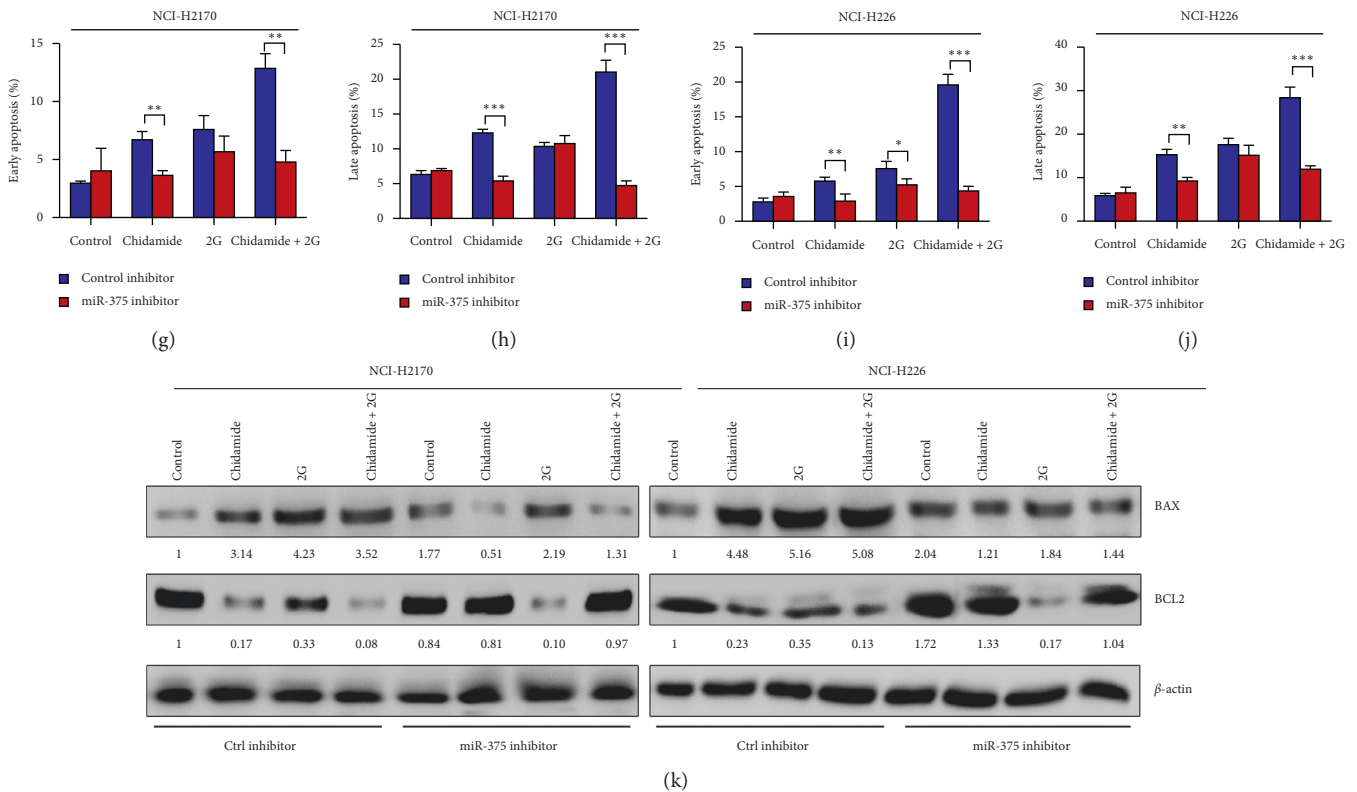 NCI-H2170
15
10
5
0
Early apoptosis (%)
**
**
Control Chidamide 2G Chidamide + 2G
Control inhibitor
miR-375 inhibitor
(g)
NCI-H2170
25
20
15
10
5
0
Late apoptosis (%)
***
***
Control Chidamide 2G Chidamide + 2G
Control inhibitor
miR-375 inhibitor
(h)
NCI-H226
25
20
15
10
5
0
Early apoptosis (%)
**
*
***
Control Chidamide 2G Chidamide + 2G
Control inhibitor
miR-375 inhibitor
(i)
NCI-H226
40
30
20
10
0
Late apoptosis (%)
**
***
Control Chidamide 2G Chidamide + 2G
Control inhibitor
miR-375 inhibitor
(j)
NCI-H2170 NCI-H226
Control Chidamide 2G Chidamide + 2G Control Chidamide 2G Chidamide + 2G Control Chidamide 2G Chidamide + 2G Control Chidamide 2G Chidamide + 2G
BAX
1 3.14 4.23 3.52 1.77 0.51 2.19 1.31 1 4.48 5.16 5.08 2.04 1.21 1.84 1.44
BCL2
1 0.17 0.33 0.08 0.84 0.81 0.10 0.97 1 0.23 0.35 0.13 1.72 1.33 0.17 1.04
β-actin
Ctrl inhibitor miR-375 inhibitor Ctrl inhibitor miR-375 inhibitor
(k)